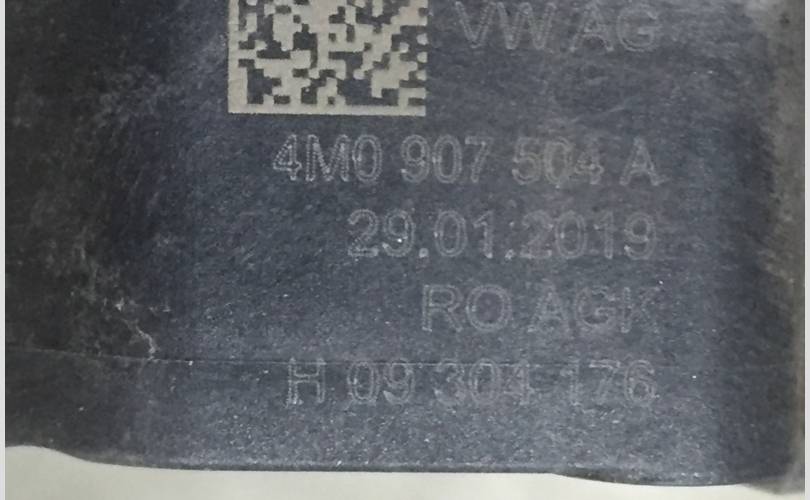 VW AG
4M0 907 504 A
29.01.2019
RO AGK
H 09 304 176